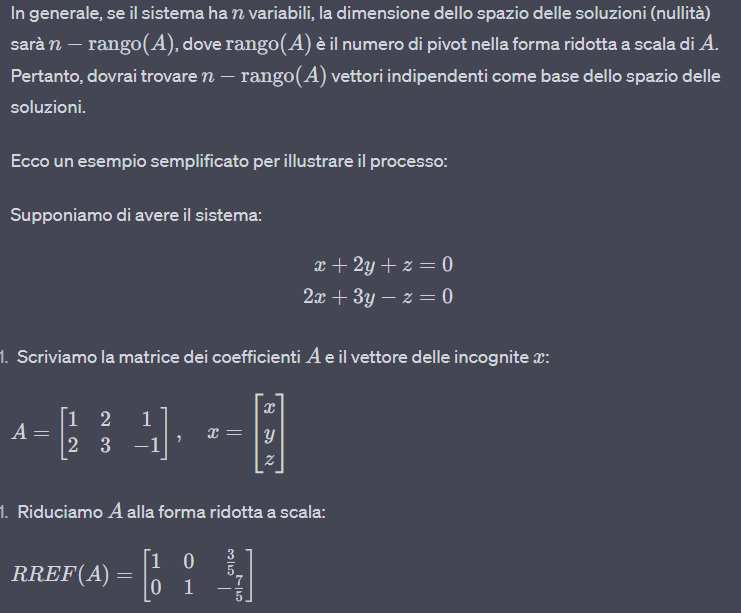 In generale, se il sistema ha n variabili, la dimensione dello spazio delle soluzioni (nullità)
sarà n − rango(A), dove rango(A) è il numero di pivot nella forma ridotta a scala di A.
Pertanto, dovrai trovare n − rango(A) vettori indipendenti come base dello spazio delle
soluzioni.
Ecco un esempio semplificato per illustrare il processo:
Supponiamo di avere il sistema:
x + 2y + z = 0
2x + 3y − z = 0
1. Scriviamo la matrice dei coefficienti A e il vettore delle incognite x:
A = [1 2 1; 2 3 −1], x = [x; y; z]
1. Riduciamo A alla forma ridotta a scala:
RREF(A) = [1 0 3/5; 0 1 −7/5]